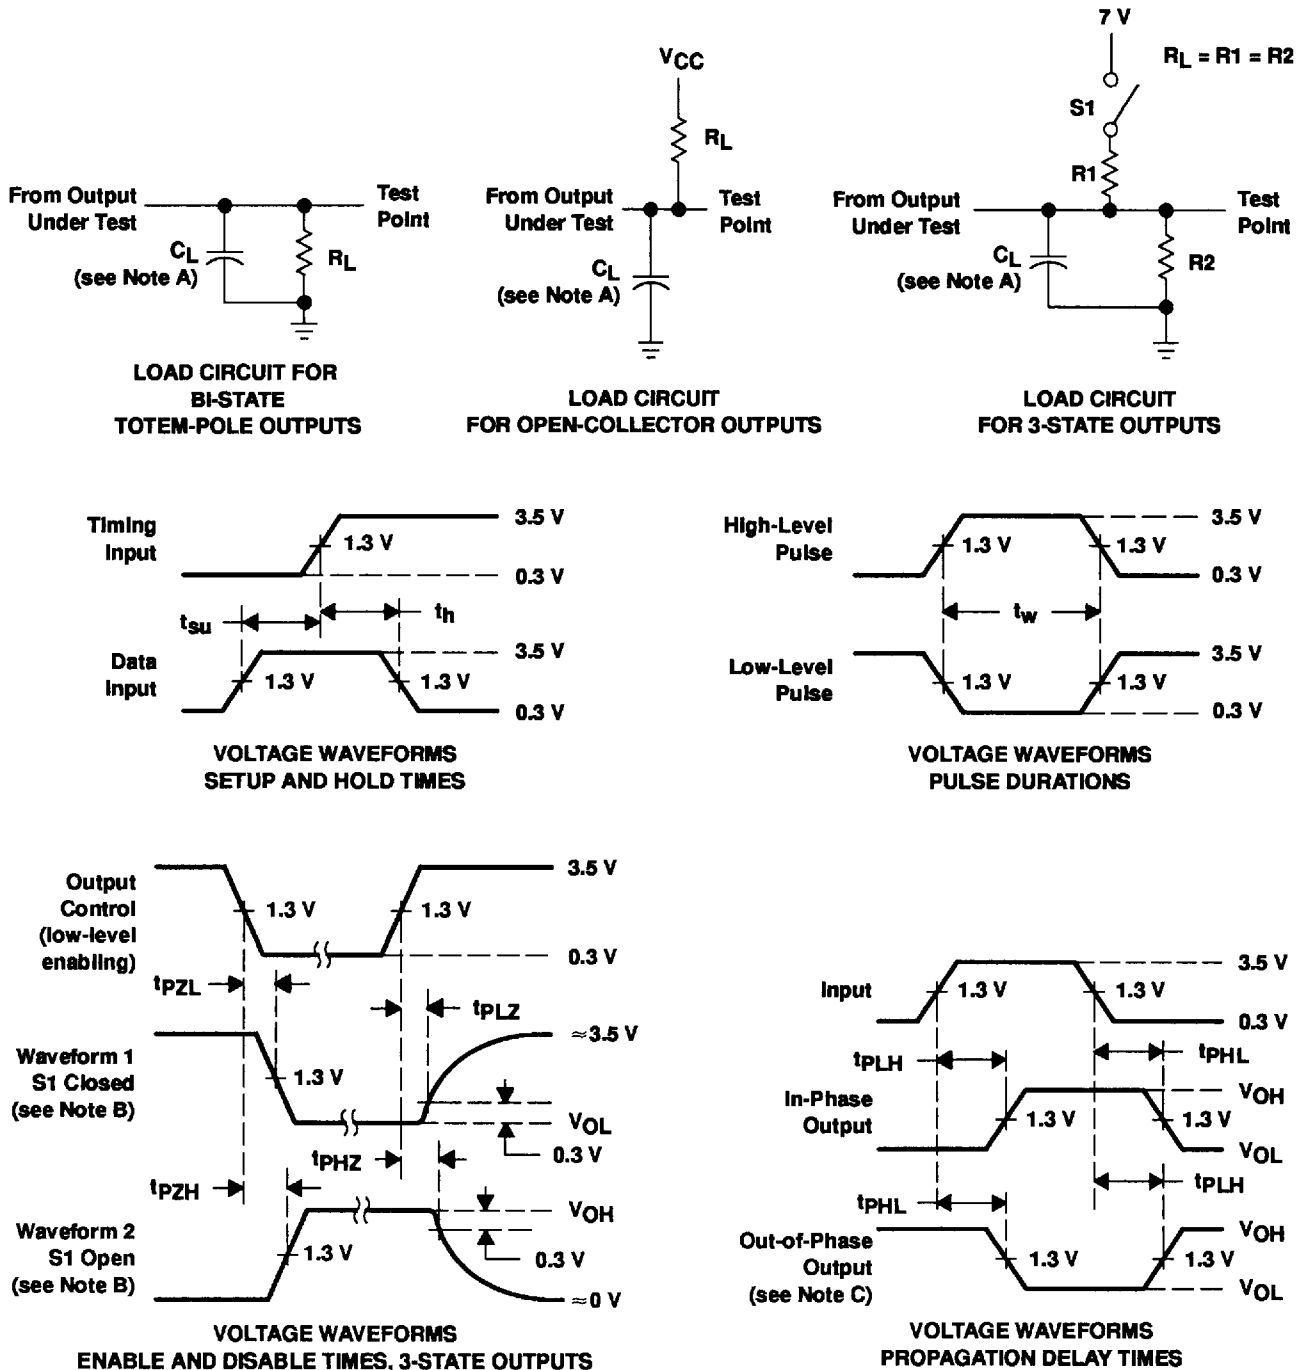 From Output
Under Test
Test
Point
CL
(see Note A)
RL
LOAD CIRCUIT FOR
BI-STATE
TOTEM-POLE OUTPUTS
VCC
RL
From Output
Under Test
Test
Point
CL
(see Note A)
LOAD CIRCUIT
FOR OPEN-COLLECTOR OUTPUTS
7 V
RL = R1 = R2
S1
R1
From Output
Under Test
Test
Point
CL
(see Note A)
R2
LOAD CIRCUIT
FOR 3-STATE OUTPUTS
Timing
Input
1.3 V
3.5 V
0.3 V
tsu
th
Data
Input
1.3 V
1.3 V
3.5 V
0.3 V
VOLTAGE WAVEFORMS
SETUP AND HOLD TIMES
High-Level
Pulse
1.3 V
1.3 V
3.5 V
0.3 V
tw
Low-Level
Pulse
1.3 V
1.3 V
3.5 V
0.3 V
VOLTAGE WAVEFORMS
PULSE DURATIONS
Output
Control
(low-level
enabling)
1.3 V
1.3 V
3.5 V
0.3 V
tPZL
tPLZ
Waveform 1
S1 Closed
(see Note B)
1.3 V
≈3.5 V
VOL
0.3 V
tPHZ
tPZH
Waveform 2
S1 Open
(see Note B)
1.3 V
VOH
0.3 V
≈0 V
VOLTAGE WAVEFORMS
ENABLE AND DISABLE TIMES, 3-STATE OUTPUTS
Input
1.3 V
1.3 V
3.5 V
0.3 V
tPLH
tPHL
In-Phase
Output
1.3 V
1.3 V
VOH
VOL
tPHL
tPLH
Out-of-Phase
Output
(see Note C)
1.3 V
1.3 V
VOH
VOL
VOLTAGE WAVEFORMS
PROPAGATION DELAY TIMES